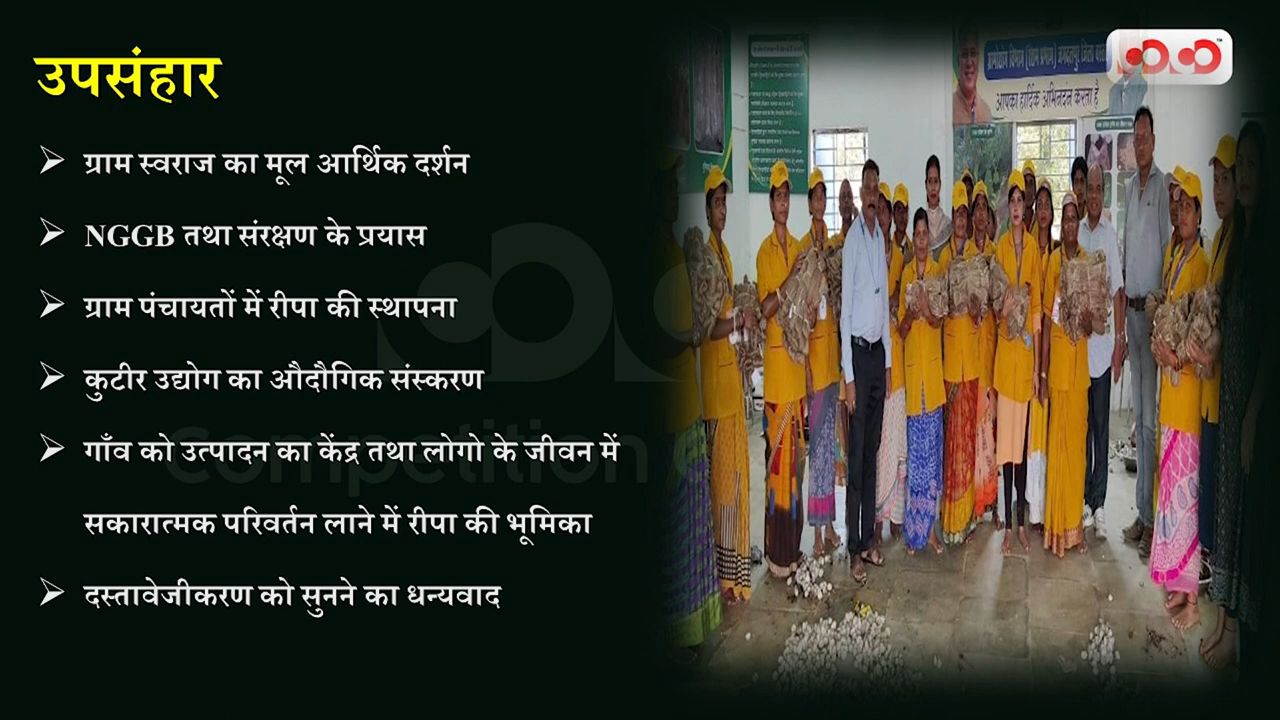 उपसंहार
ग्राम स्वराज का मूल आर्थिक दर्शन
NGGB तथा संरक्षण के प्रयास
ग्राम पंचायतों में रीपा की स्थापना
कुटीर उद्योग का औदौगिक संस्करण
गाँव को उत्पादन का केंद्र तथा लोगो के जीवन में
सकारात्मक परिवर्तन लाने में रीपा की भूमिका
दस्तावेजीकरण को सुनने का धन्यवाद
Competition
आपका हार्दिक अभिनंदन करता है